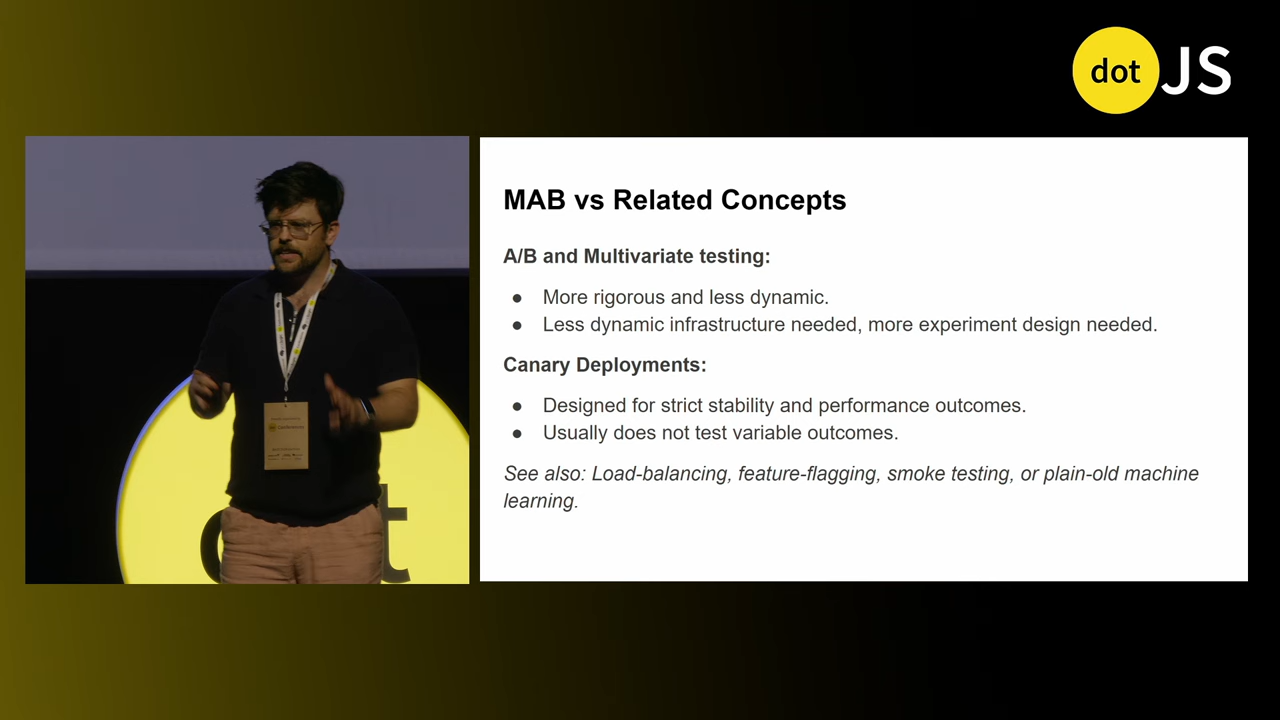 dot JS
MAB vs Related Concepts
A/B and Multivariate testing:
● More rigorous and less dynamic.
● Less dynamic infrastructure needed, more experiment design needed.
Canary Deployments:
● Designed for strict stability and performance outcomes.
● Usually does not test variable outcomes.
See also: Load-balancing, feature-flagging, smoke testing, or plain-old machine
learning.